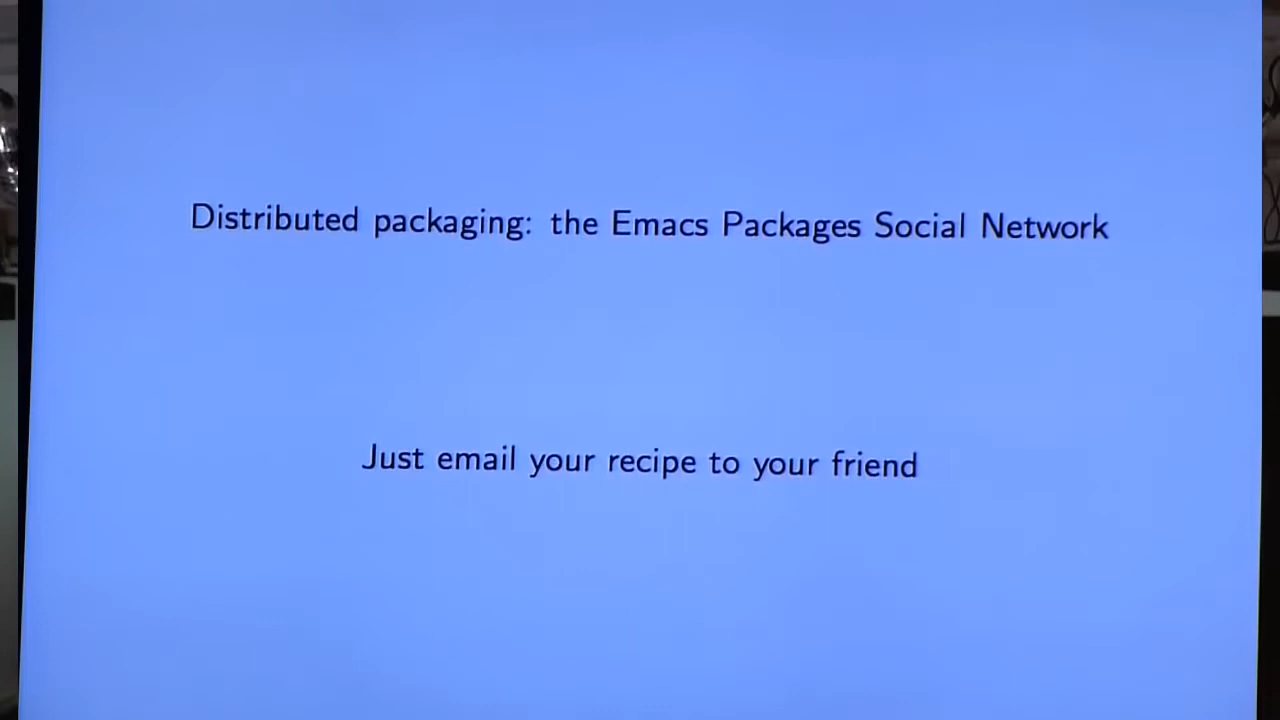 Distributed packaging: the Emacs Packages Social Network
Just email your recipe to your friend